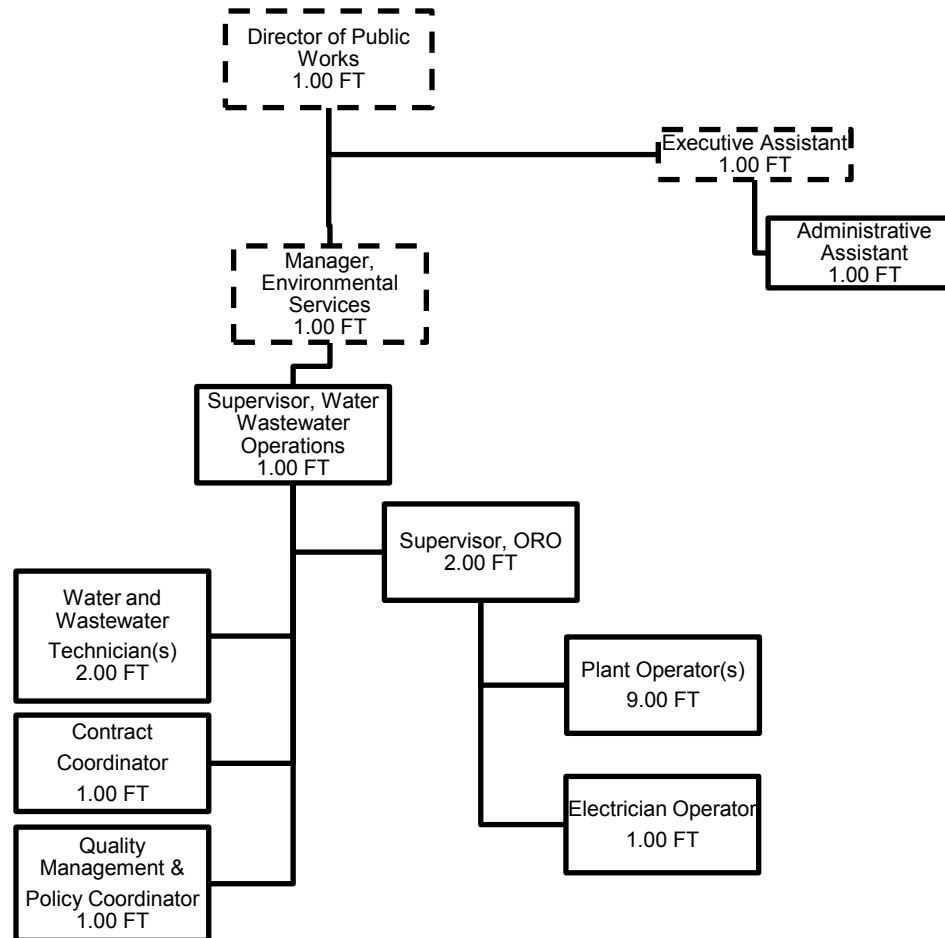 Director of Public
Works
1.00 FT
Executive Assistant
1.00 FT
Administrative
Assistant
1.00 FT
Manager,
Environmental
Services
1.00 FT
Supervisor, Water
Wastewater
Operations
1.00 FT
Supervisor, ORO
2.00 FT
Water and
Wastewater
Technician(s)
2.00 FT
Plant Operator(s)
9.00 FT
Contract
Coordinator
1.00 FT
Electrician Operator
1.00 FT
Quality
Management &
Policy Coordinator
1.00 FT